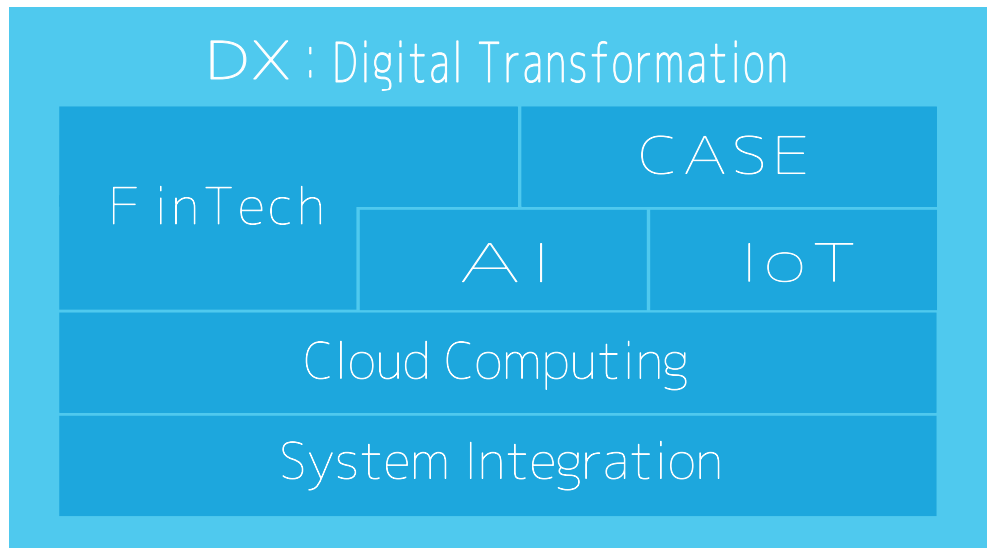 DX：Digital Transformation
CASE
FinTech
AI
IoT
Cloud Computing
System Integration